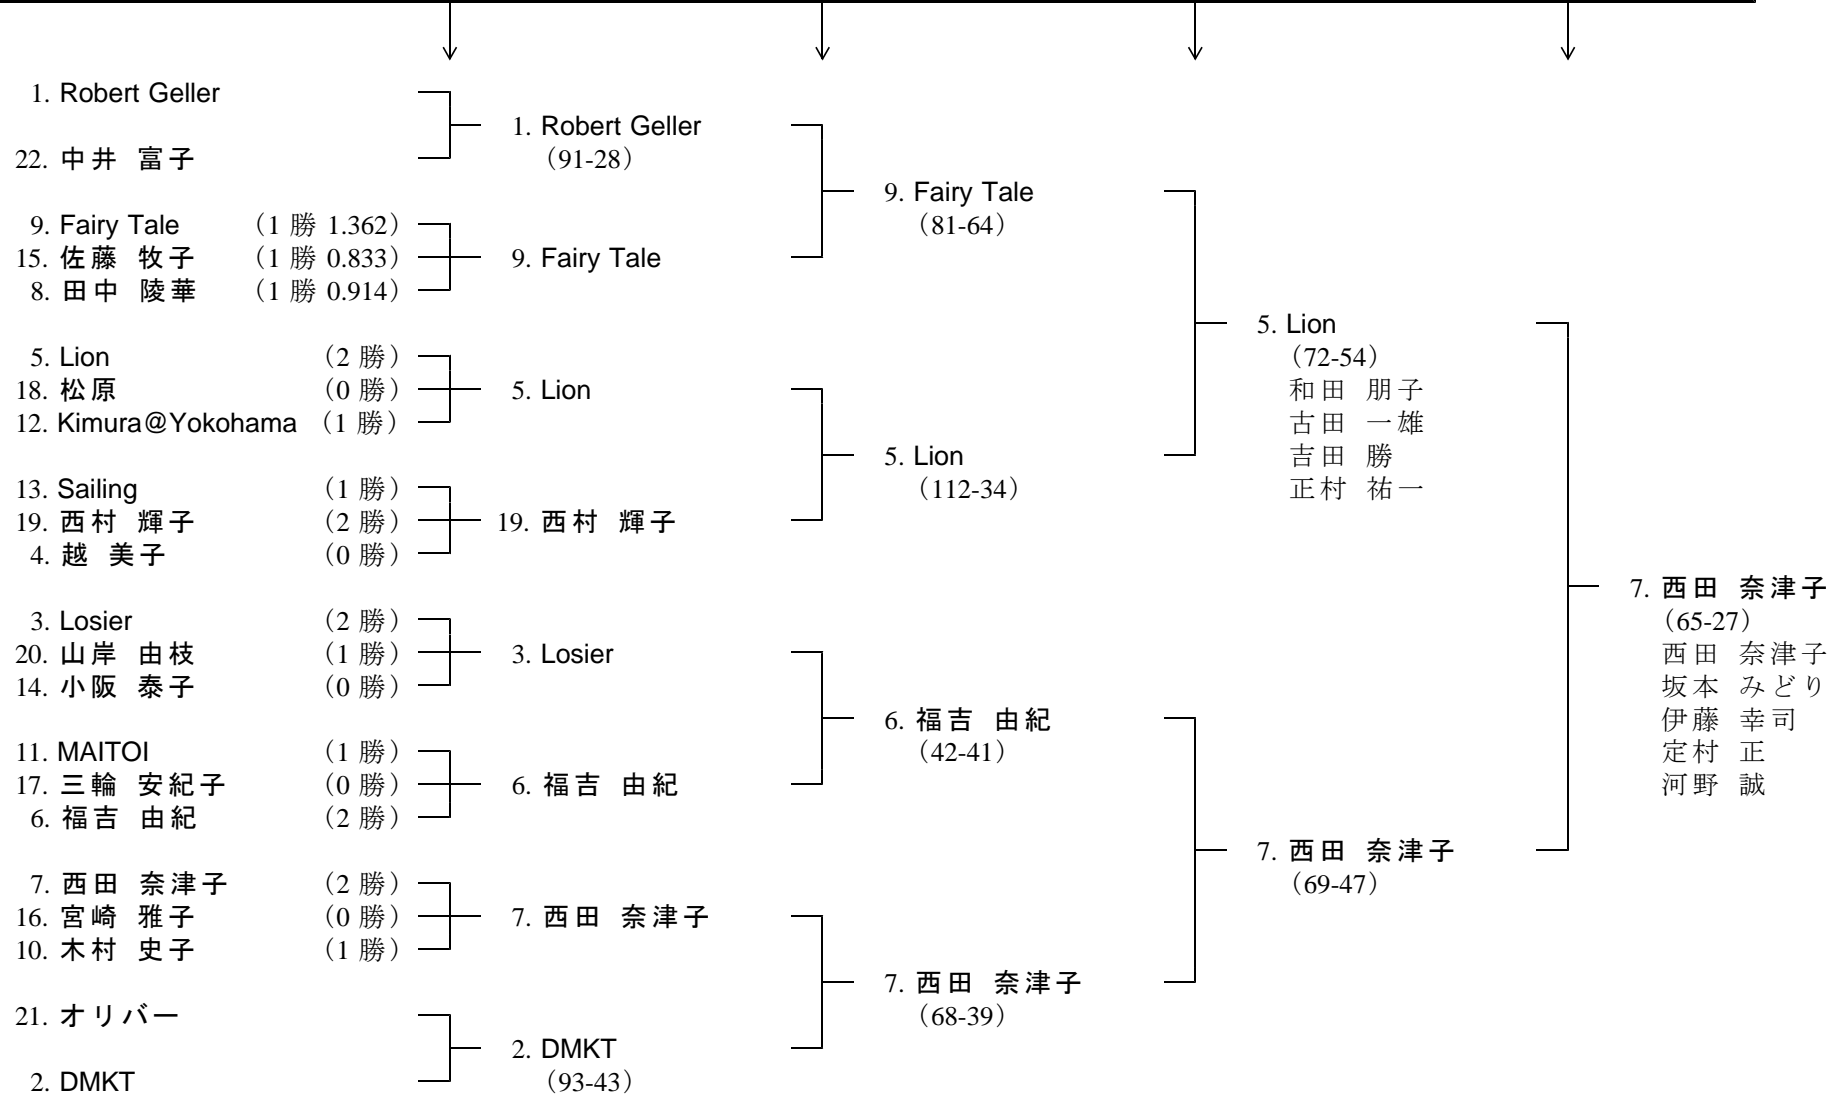 1. Robert Geller
22. 中井 富子
9. Fairy Tale （1 勝 1.362）
15. 佐藤 牧子 （1 勝 0.833）
8. 田中 陵華 （1 勝 0.914）
5. Lion （2 勝）
18. 松原 （0 勝）
12. Kimura@Yokohama （1 勝）
13. Sailing （1 勝）
19. 西村 輝子 （2 勝）
4. 越 美子 （0 勝）
3. Losier （2 勝）
20. 山岸 由枝 （1 勝）
14. 小阪 泰子 （0 勝）
11. MAITOI （1 勝）
17. 三輪 安紀子 （0 勝）
6. 福吉 由紀 （2 勝）
7. 西田 奈津子 （2 勝）
16. 宮崎 雅子 （0 勝）
10. 木村 史子 （1 勝）
21. オリバー
2. DMKT
1. Robert Geller
（91-28）
9. Fairy Tale
5. Lion
19. 西村 輝子
3. Losier
6. 福吉 由紀
7. 西田 奈津子
2. DMKT
（93-43）
9. Fairy Tale
（81-64）
5. Lion
（112-34）
6. 福吉 由紀
（42-41）
7. 西田 奈津子
（68-39）
5. Lion
（72-54）
和田 朋子
古田 一雄
吉田 勝
正村 祐一
7. 西田 奈津子
（69-47）
7. 西田 奈津子
（65-27）
西田 奈津子
坂本 みどり
伊藤 幸司
定村 正
河野 誠